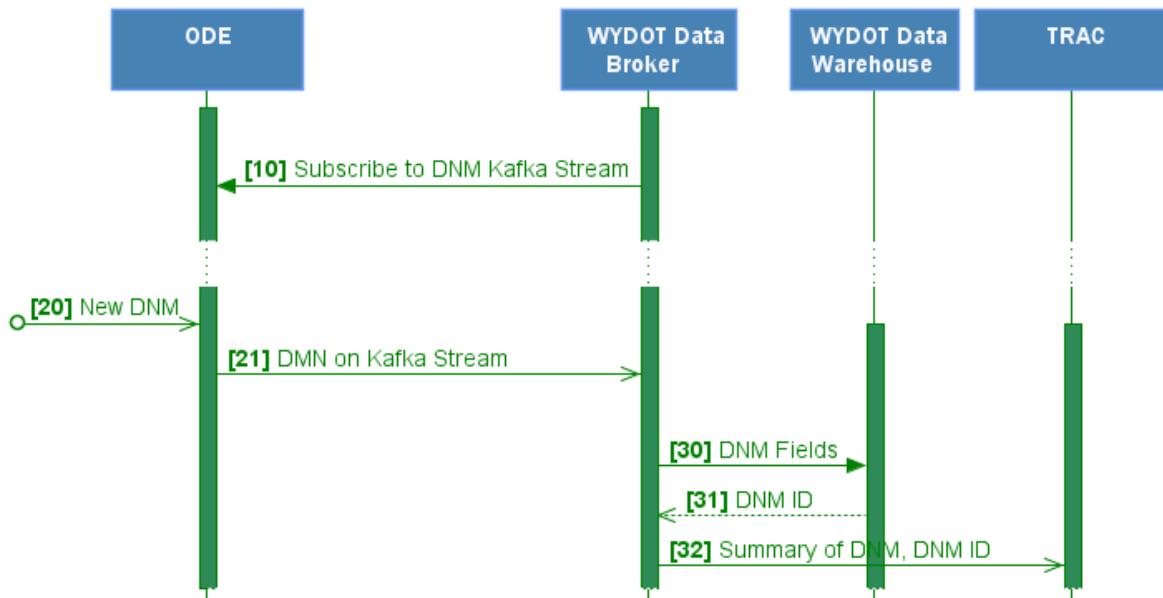 ODE
WYDOT Data
Broker
WYDOT Data
Warehouse
TRAC
[10] Subscribe to DNM Kafka Stream
[20] New DNM
[21] DMN on Kafka Stream
[30] DNM Fields
[31] DNM ID
[32] Summary of DNM, DNM ID